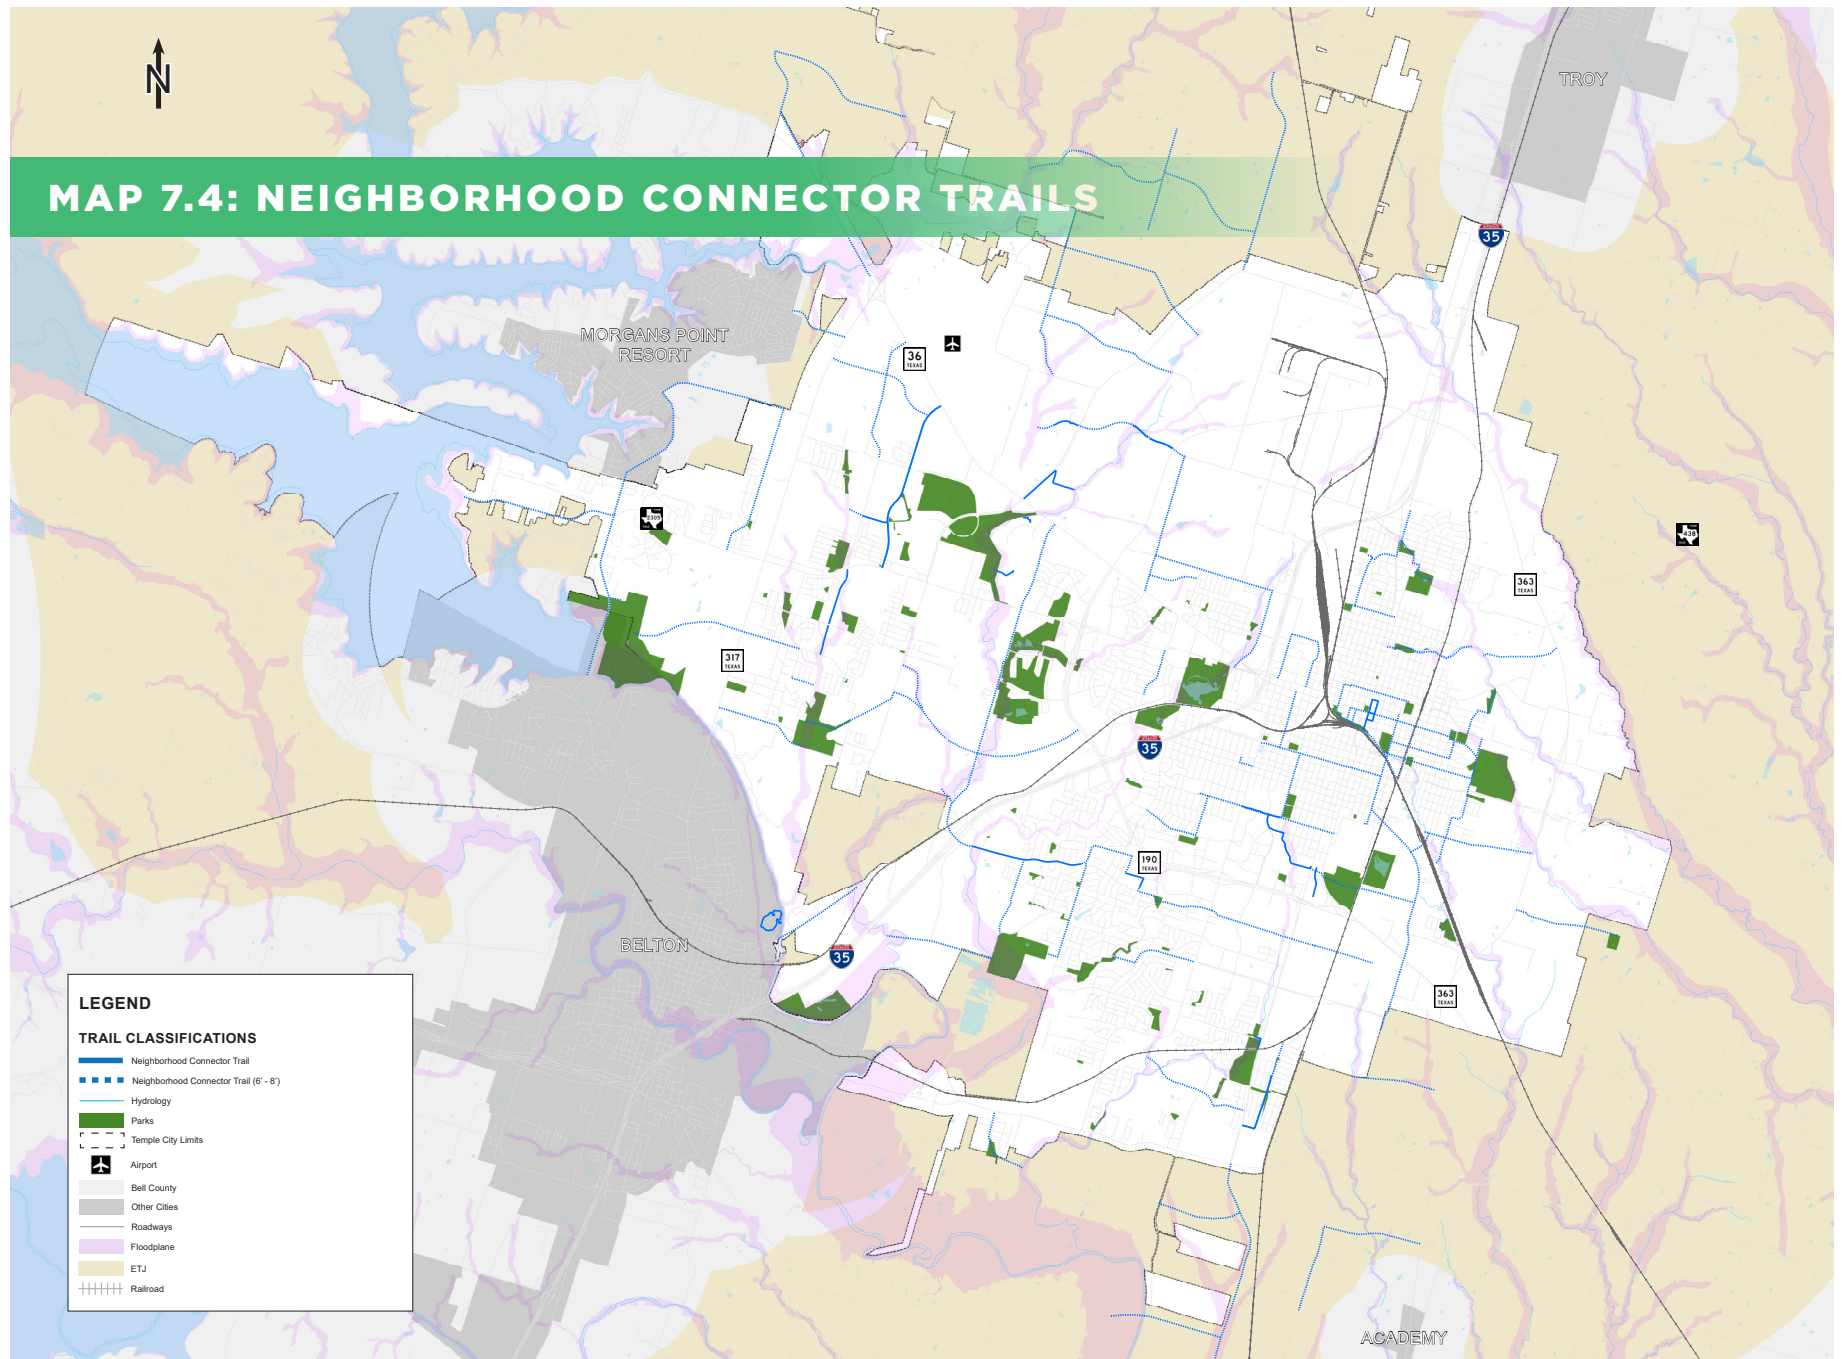 N
TROY
MAP 7.4: NEIGHBORHOOD CONNECTOR TRAILS
35
MORGANS POINT
RESORT
36
TEXAS
2305
438
363
TEXAS
317
TEXAS
35
190
TEXAS
BELTON
35
363
TEXAS
LEGEND
TRAIL CLASSIFICATIONS
Neighborhood Connector Trail
Neighborhood Connector Trail (6' - 8')
Hydrology
Parks
Temple City Limits
Airport
Bell County
Other Cities
Roadways
Floodplane
ETJ
Railroad
ACADEMY